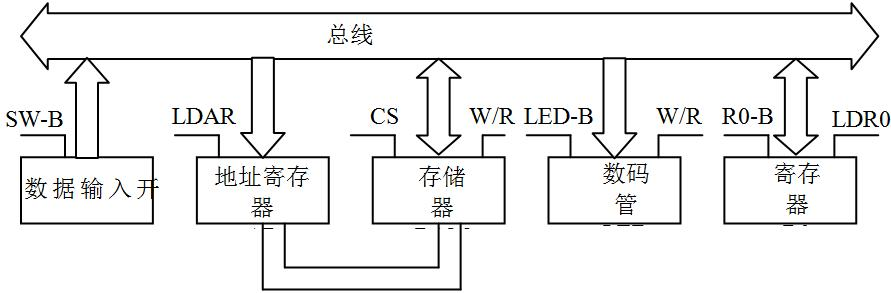 总线
SW-B
LDAR
CS
W/R
LED-B
W/R
R0-B
LDR0
数据输入开
地址寄存
器
存储
器
数码
管
寄存
器